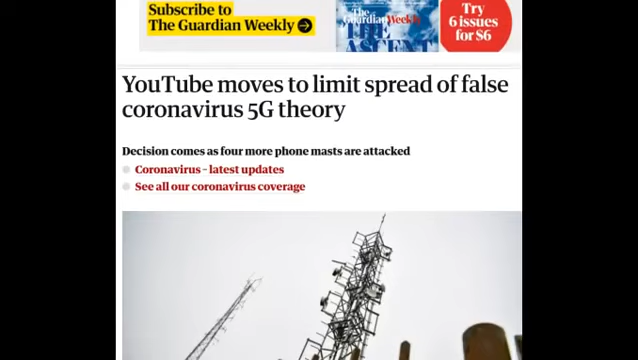 Subscribe to
The Guardian Weekly
The
Guardian Weekly
THE
ASCENT
Try
6 issues
for $6
YouTube moves to limit spread of false
coronavirus 5G theory
Decision comes as four more phone masts are attacked
Coronavirus – latest updates
See all our coronavirus coverage